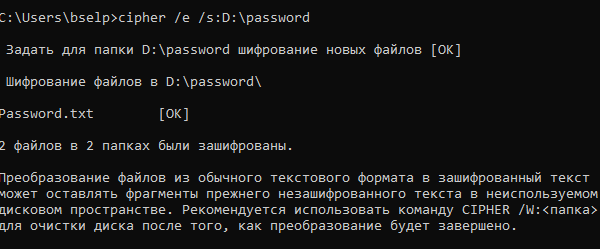 C:\Users\bselp>cipher /e /s:D:\password
Задать для папки D:\password шифрование новых файлов [OK]
Шифрование файлов в D:\password\
Password.txt [OK]
2 файлов в 2 папках были зашифрованы.
Преобразование файлов из обычного текстового формата в зашифрованный текст
может оставлять фрагменты прежнего незашифрованного текста в неиспользуемом
дисковом пространстве. Рекомендуется использовать команду CIPHER /W:<папка>
для очистки диска после того, как преобразование будет завершено.